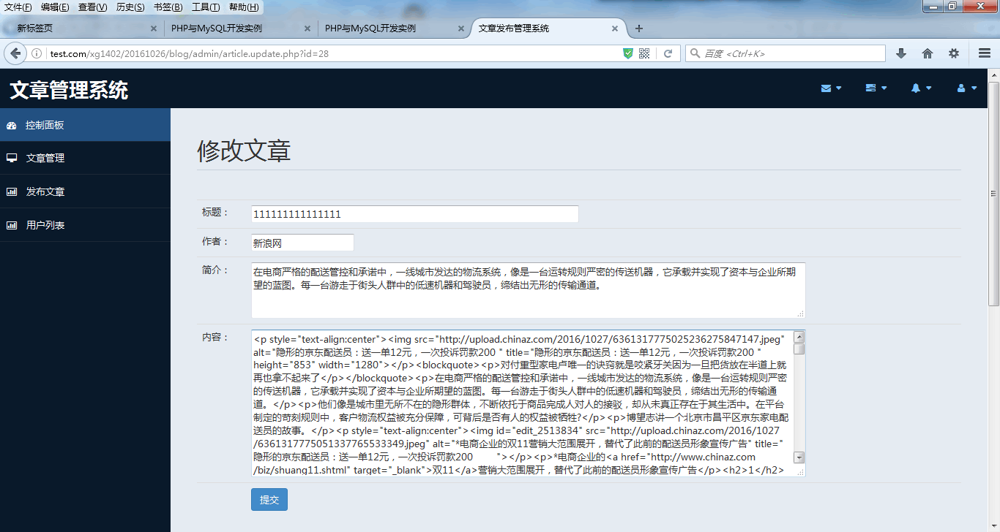 文件(F) 编辑(E) 查看(V) 历史(S) 书签(B) 工具(T) 帮助(H)
新标签页 PHP与MySQL开发实例 PHP与MySQL开发实例 文章发布管理系统
test.com/xg1402/20161026/blog/admin/article.update.php?id=28 百度 <Ctrl+K>
文章管理系统
控制面板
文章管理
发布文章
用户列表
修改文章
标题：
111111111111111
作者：
新浪网
简介：
在电商严格的配送管控和承诺中，一线城市发达的物流系统，像是一台运转规则严密的传送机器，它承载并实现了资本与企业所期
望的蓝图。每一台游走于街头人群中的低速机器和驾驶员，缔结出无形的传输通道。
内容：
<p style="text-align:center"><img src="http://upload.chinaz.com/2016/1027/6361317775025236275847147.jpeg"
alt="隐形的京东配送员：送一单12元，一次投诉罚款200 " title="隐形的京东配送员：送一单12元，一次投诉罚款200 "
height="853" width="1280"></p><blockquote><p>对付重型家电卢唯一的诀窍就是咬紧牙关因为一旦把货放在半道上就
再也拿不起来了</p></blockquote><p>在电商严格的配送管控和承诺中，一线城市发达的物流系统，像是一台运转规则严密
的传送机器，它承载并实现了资本与企业所期望的蓝图。每一台游走于街头人群中的低速机器和驾驶员，缔结出无形的传输通
道。</p><p>他们像是城市里无所不在的隐形群体，不断依托于商品完成人对人的接驳，却从未真正存在于其生活中。在平台
制定的苛刻规则中，客户物流权益被充分保障，可背后是否有人的权益被牺牲?</p><p>博望志讲一个北京市昌平区京东家电配
送员的故事。</p><p style="text-align:center"><img id="edit_2513834" src="http://upload.chinaz.com/2016/1027
/6361317775051337765533349.jpeg" alt="*电商企业的双11营销大范围展开，替代了此前的配送员形象宣传广告" title="
隐形的京东配送员：送一单12元，一次投诉罚款200 "></p><p>*电商企业的<a href="http://www.chinaz.com
/biz/shuang11.shtml" target="_blank">双11</a>营销大范围展开，替代了此前的配送员形象宣传广告</p><h2>1</h2>
提交